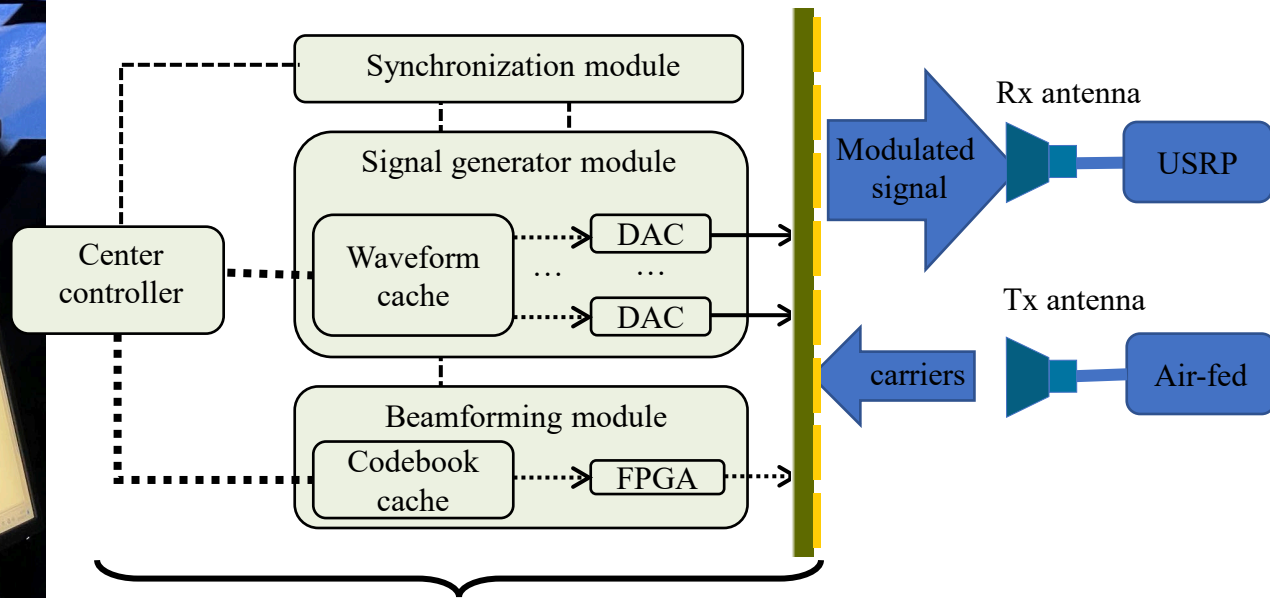 Synchronization module
Rx antenna
Signal generator module
Modulated
signal
USRP
DAC
Center
controller
Waveform
cache
...
...
DAC
Tx antenna
carriers
Air-fed
Beamforming module
Codebook
cache
FPGA